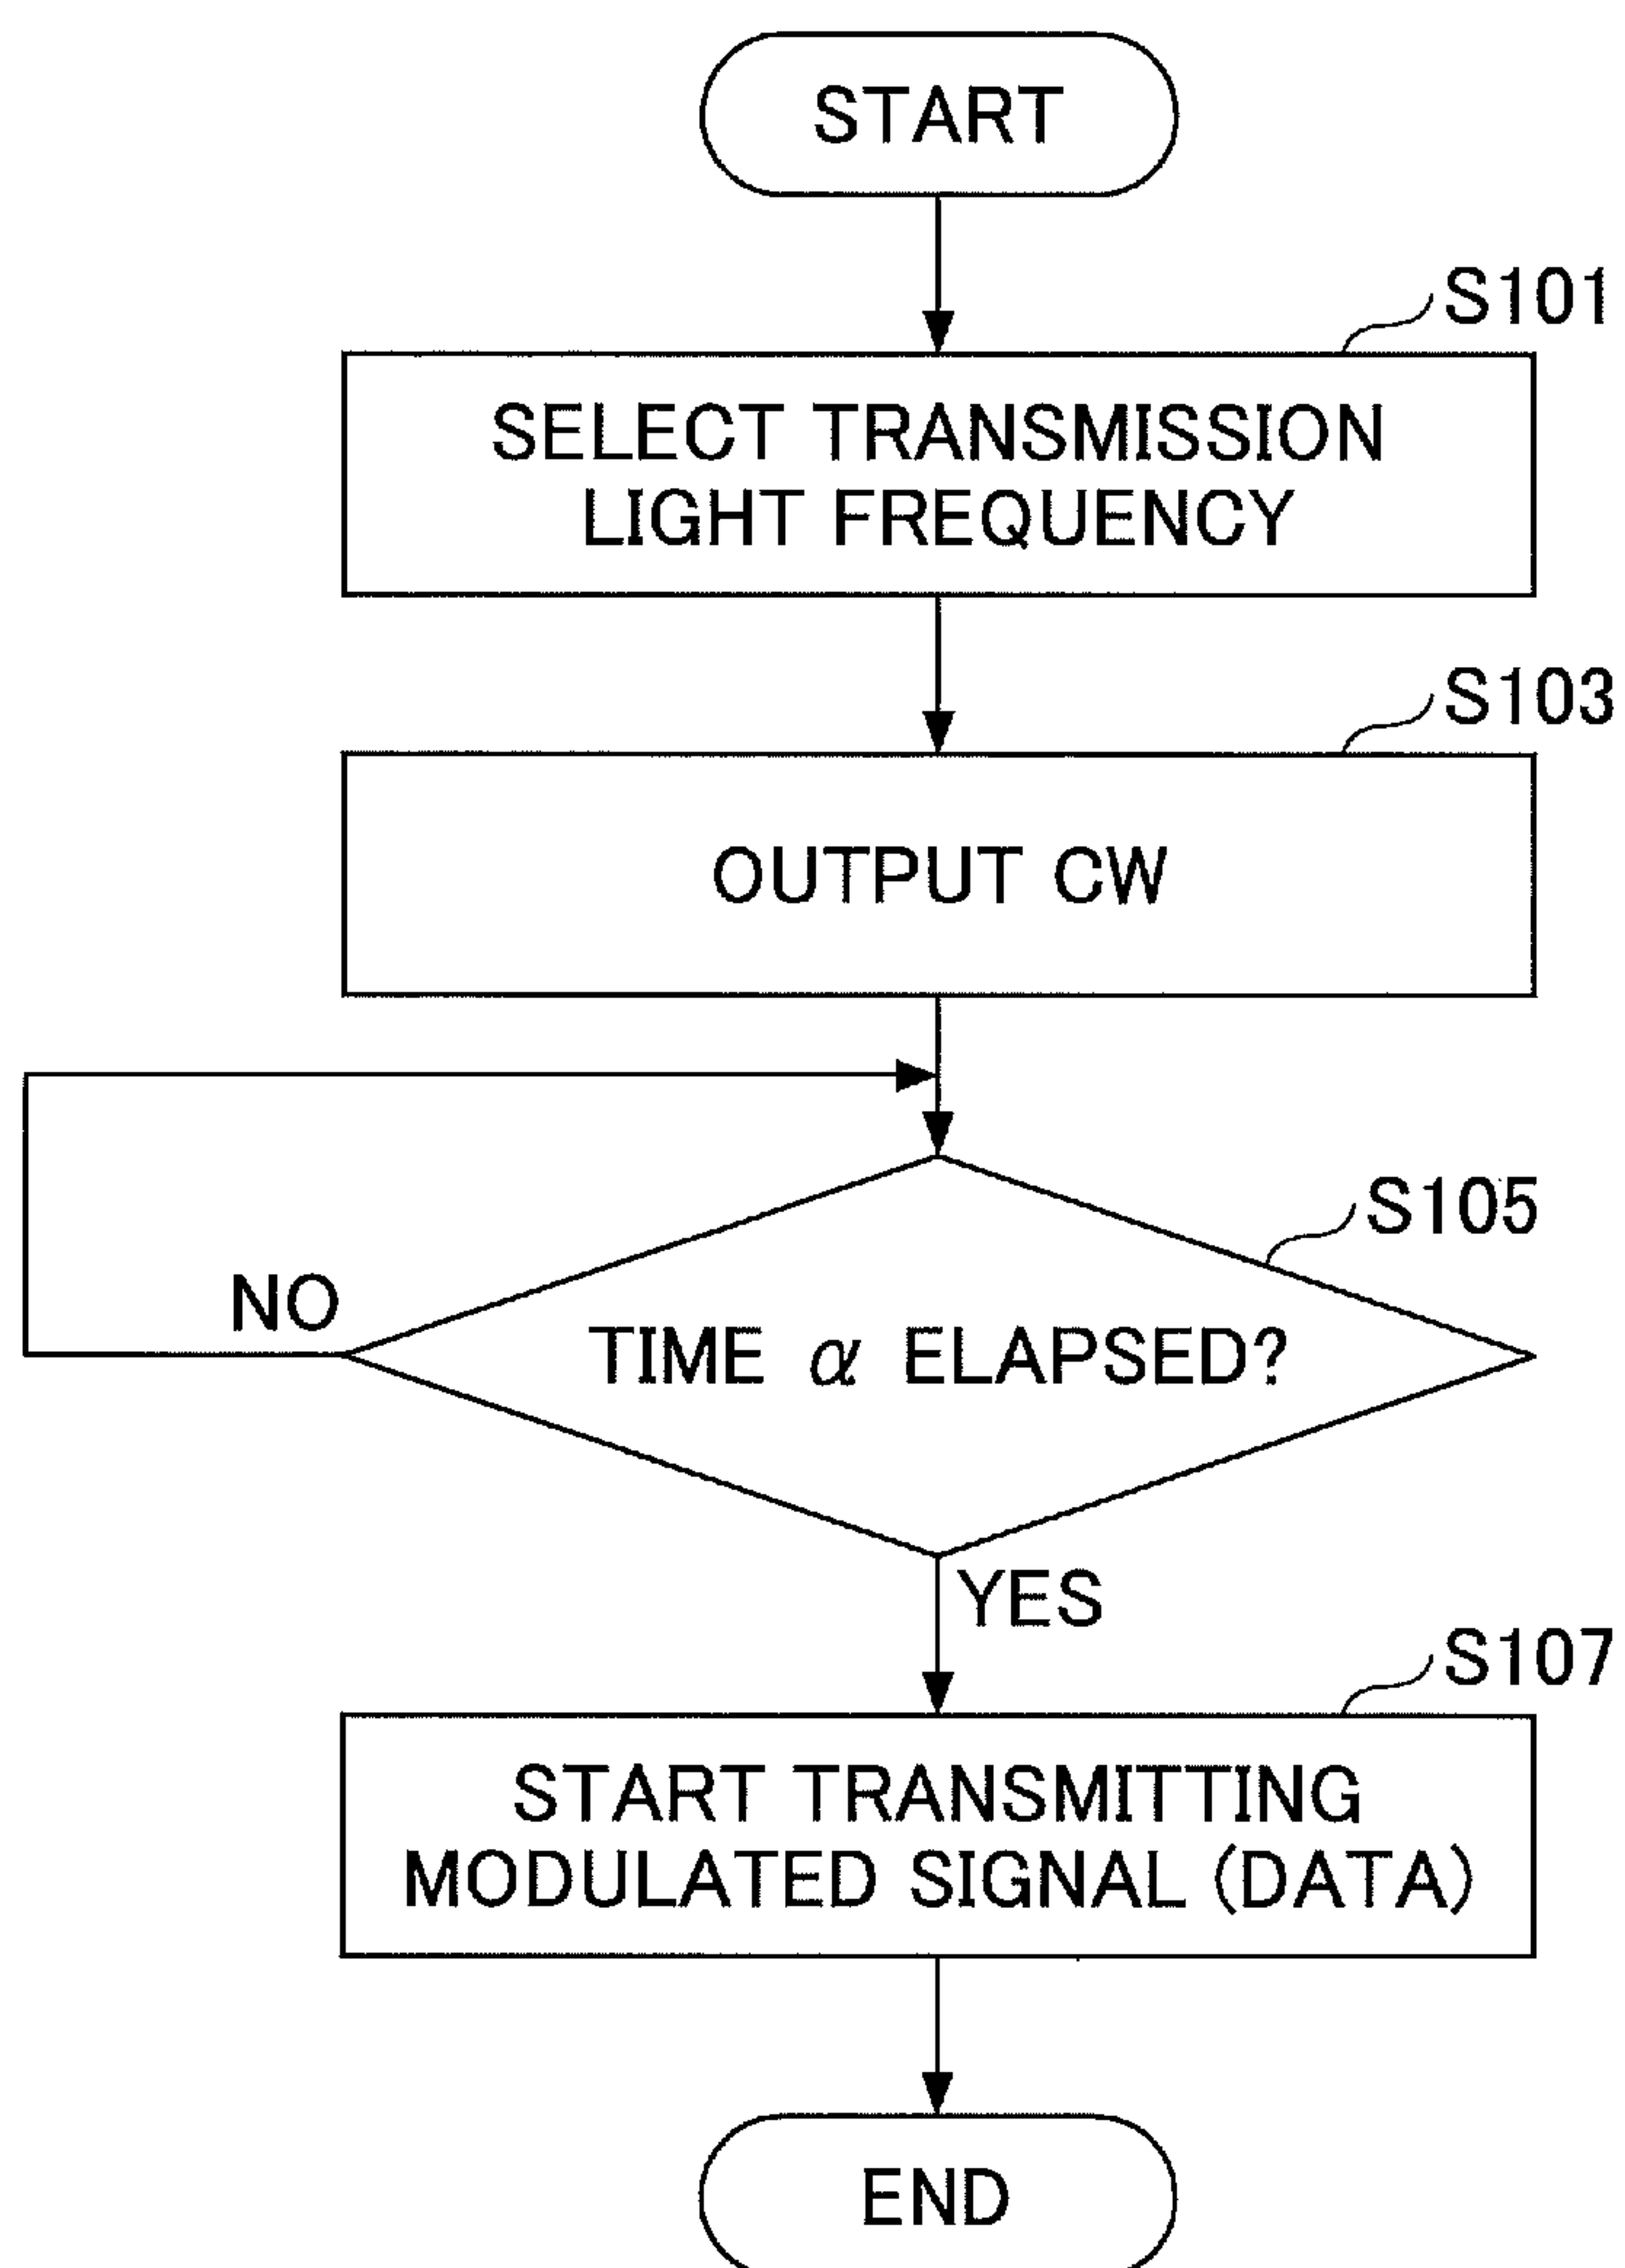 START
S101
SELECT TRANSMISSION
LIGHT FREQUENCY
S103
OUTPUT CW
S105
NO
TIME α ELAPSED?
YES
S107
START TRANSMITTING
MODULATED SIGNAL (DATA)
END